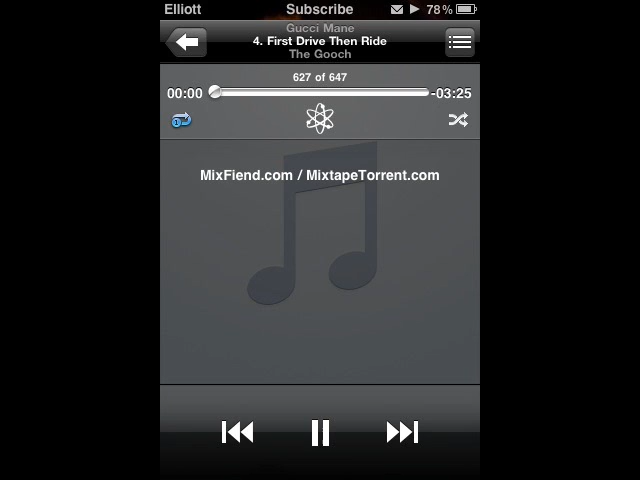 Elliott Subscribe 78%
Gucci Mane
4. First Drive Then Ride
The Gooch
627 of 647
00:00 -03:25
1
MixFiend.com / MixtapeTorrent.com